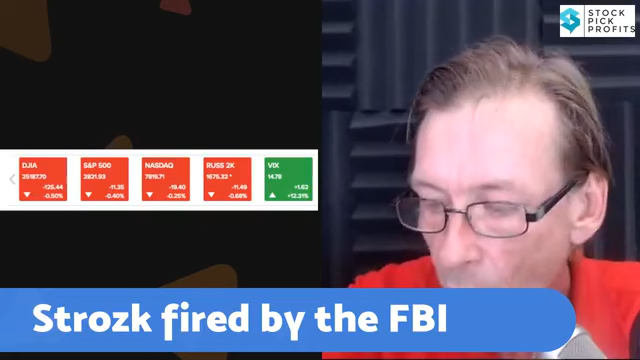 STOCK
PICK
PROFITS
DJIA S&P 500 NASDAQ RUSS 2K VIX
25187.70 2821.93 7819.71 1675.32 * 14.78
-125.44 -11.35 -19.40 -11.49 +1.62
-0.50% -0.40% -0.25% -0.68% +12.31%
Strozk fired by the FBI